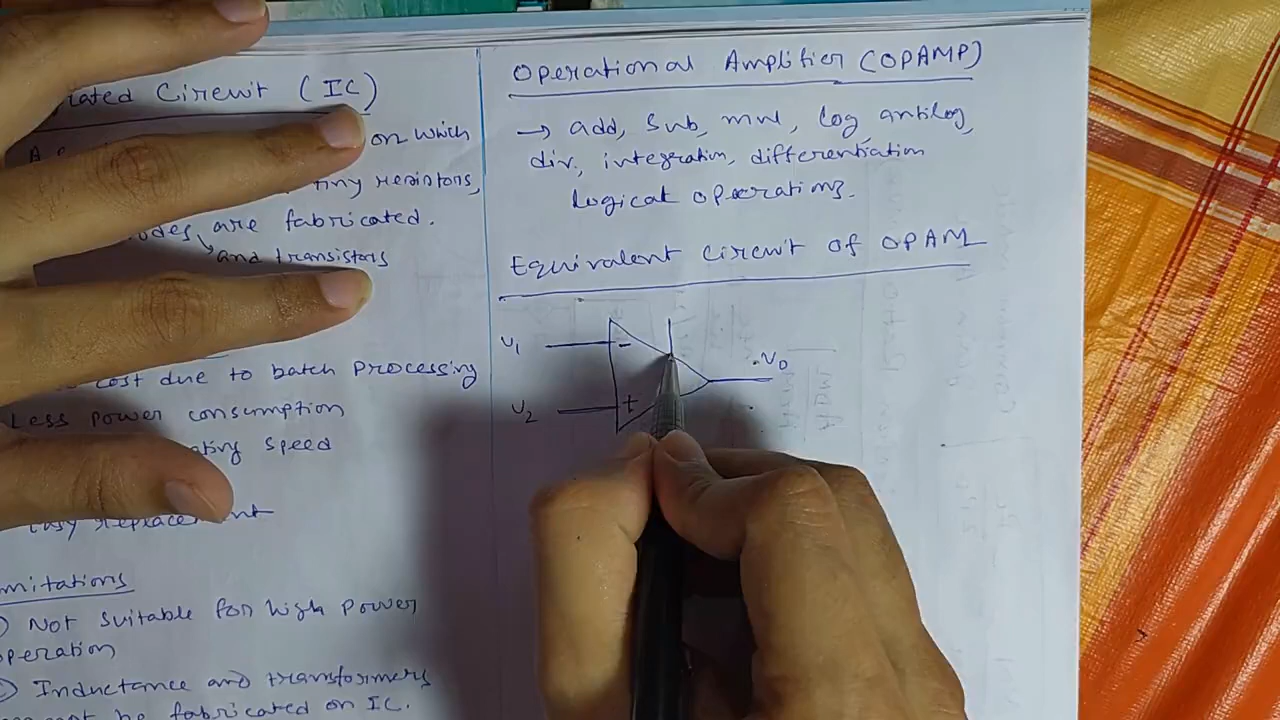 Circuit (IC)
on which
tiny resistors,
are fabricated.
and transistors
cost due to batch processing
Less power consumption
speed
Easy replacement
mitations
Not suitable for high power
operation
Inductance and transformers
be fabricated on IC.
Operational Amplifier (OPAMP)
→ add, sub, mul, log, antilog,
div., integration, differentiation
logical operations.
Equivalent circuit of OPAM
V1 -
V0
V2 +